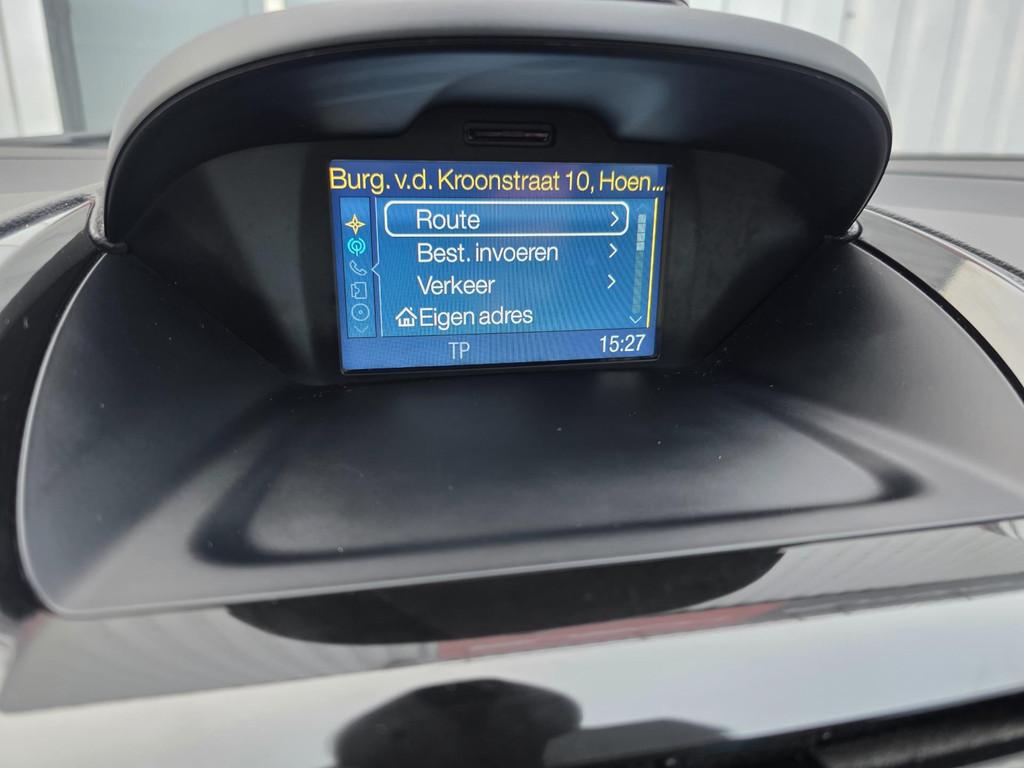 Burg. v.d. Kroonstraat 10, Hoen...
Route
Best. invoeren
Verkeer
Eigen adres
TP 15:27